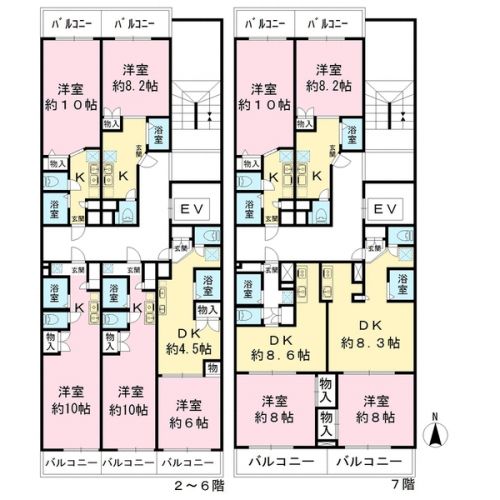 バルコニー
バルコニー
洋室
約10帖
洋室
約8.2帖
物入
浴室
玄関
物入
K
K
浴室
玄関
EV
玄関
玄関
玄関
浴室
K
浴室
K
浴室
物入
DK
約4.5帖
物入
物入
物入
洋室
約10帖
洋室
約10帖
洋室
約6帖
バルコニー
バルコニー
バルコニー
2～6階
バルコニー
バルコニー
洋室
約10帖
洋室
約8.2帖
物入
浴室
玄関
物入
K
K
浴室
玄関
EV
玄関
玄関
浴室
浴室
DK
約8.6帖
DK
約8.3帖
洋室
約8帖
物入
物入
洋室
約8帖
バルコニー
バルコニー
7階
N